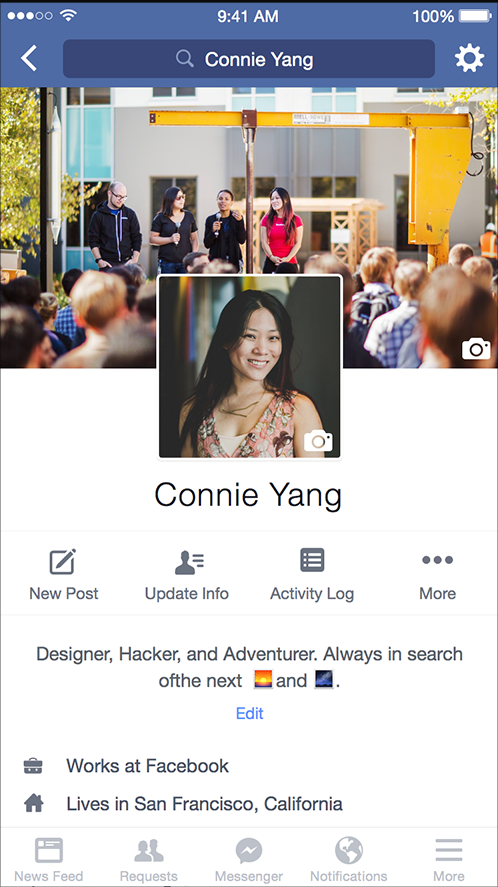 9:41 AM 100%
Connie Yang
Connie Yang
New Post Update Info Activity Log More
Designer, Hacker, and Adventurer. Always in search
ofthe next 🌅 and 🌌.
Edit
Works at Facebook
Lives in San Francisco, California
News Feed Requests Messenger Notifications More